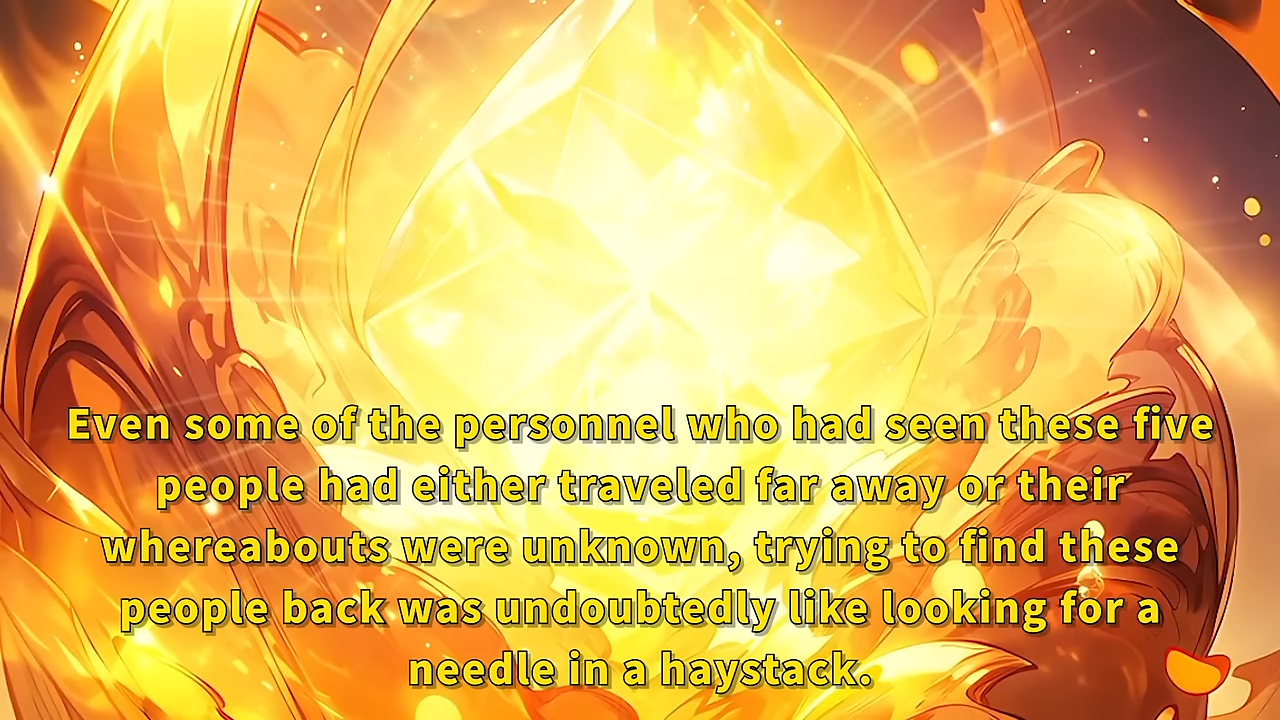 Even some of the personnel who had seen these five
people had either traveled far away or their
whereabouts were unknown, trying to find these
people back was undoubtedly like looking for a
needle in a haystack.